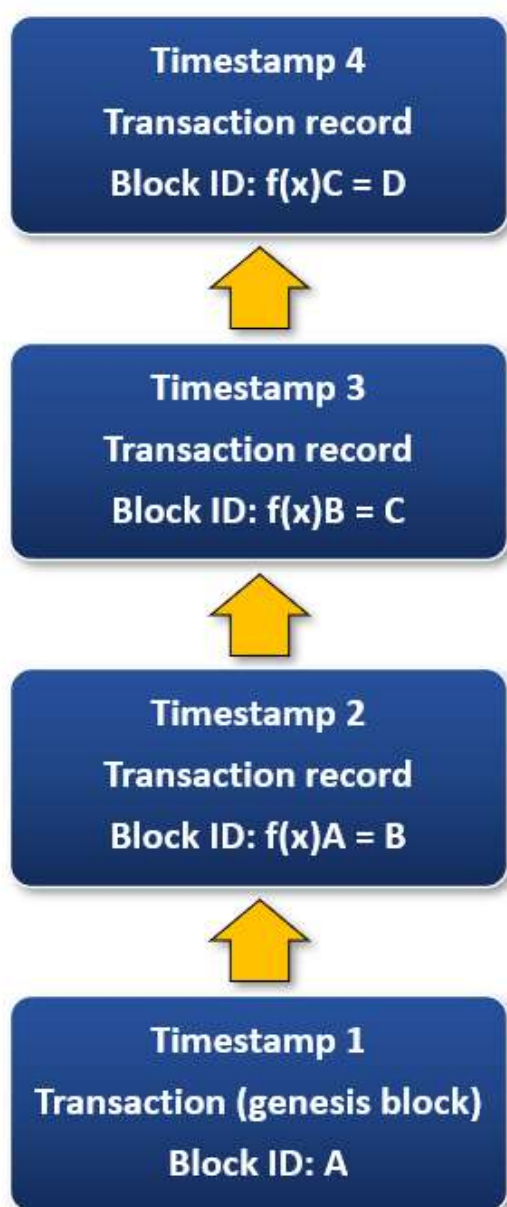 Timestamp 4
Transaction record
Block ID: f(x)C = D
Timestamp 3
Transaction record
Block ID: f(x)B = C
Timestamp 2
Transaction record
Block ID: f(x)A = B
Timestamp 1
Transaction (genesis block)
Block ID: A